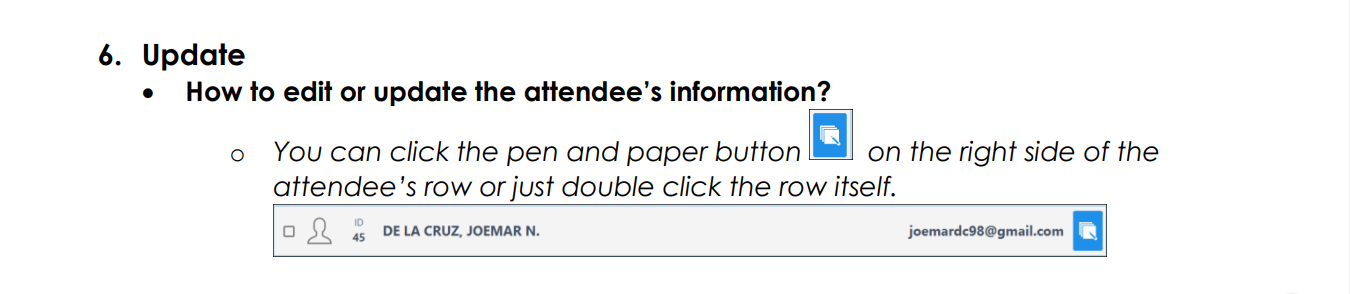 6. Update
• How to edit or update the attendee's information?
o You can click the pen and paper button on the right side of the
attendee's row or just double click the row itself.
ID
45 DE LA CRUZ, JOEMAR N. joemardc98@gmail.com